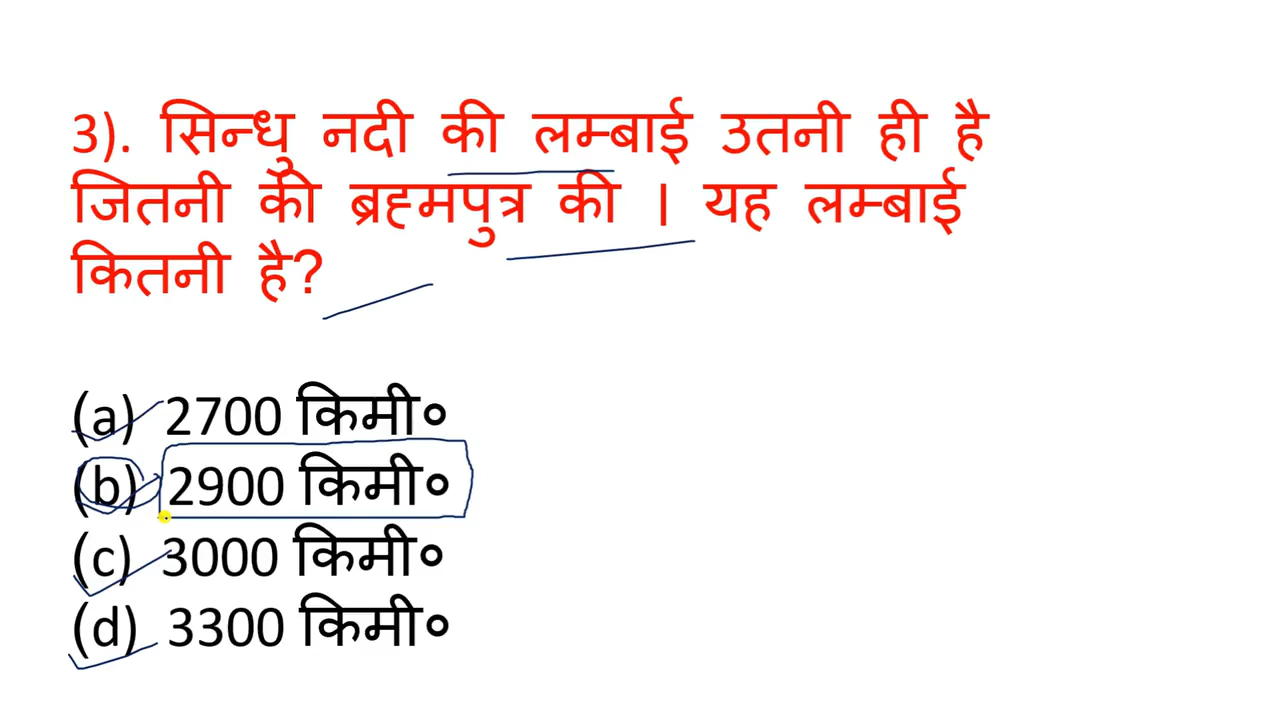 3). सिन्धु नदी की लम्बाई उतनी ही है
जितनी की ब्रह्मपुत्र की । यह लम्बाई
कितनी है?
(a) 2700 किमी०
(b) 2900 किमी०
(c) 3000 किमी०
(d) 3300 किमी०